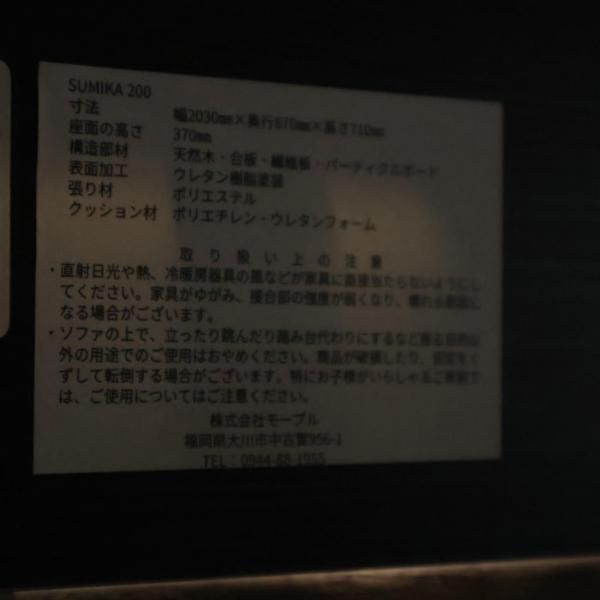 SUMIKA 200
寸法 幅2030㎜×奥行870㎜×高さ710㎜
座面の高さ 370㎜
構造部材 天然木・合板・繊維板・パーティクルボード
表面加工 ウレタン樹脂塗装
張り材 ポリエステル
クッション材 ポリエチレン・ウレタンフォーム
取り扱い上の注意
・直射日光や熱、冷暖房器具の風などが家具に直接当たらないようにし
てください。家具がゆがみ、接合部の強度が弱くなり、壊れる原因に
なる場合がございます。
・ソファの上で、立ったり跳んだり踏み台代わりにするなど座る目的以
外の用途でのご使用はおやめください。商品が破損したり、安定をく
ずして転倒する場合がございます。特にお子様がいらしゃるご家庭で
は、ご使用についてはご注意ください。
株式会社モーブル
福岡県大川市中古賀956-1
TEL：0944-88-1955